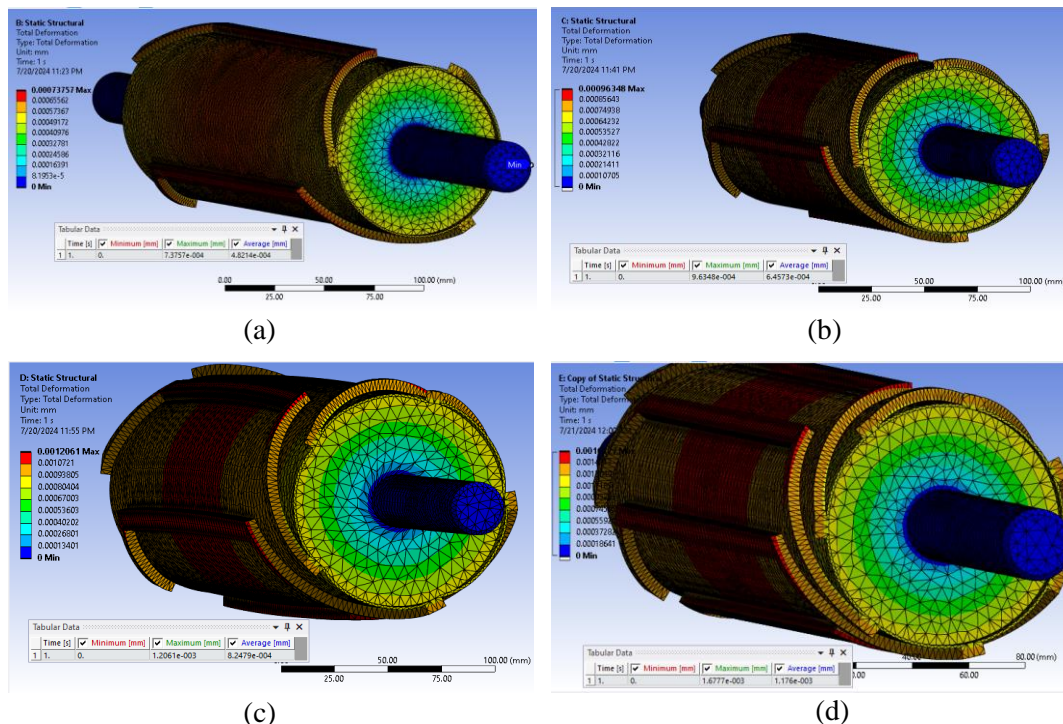 B: Static Structural
Total Deformation
Type: Total Deformation
Unit: mm
Time: 1 s
7/20/2024 11:23 PM
0.00073757 Max
0.00065562
0.00057367
0.00049172
0.00040976
0.00032781
0.00024586
0.00016391
8.1953e-5
0 Min
Min
Tabular Data
Time [s] Minimum [mm] Maximum [mm] Average [mm]
1 1. 0. 7.3757e-004 4.8214e-004
0.00 50.00 100.00 (mm)
25.00 75.00
(a)
C: Static Structural
Total Deformation
Type: Total Deformation
Unit: mm
Time: 1 s
7/20/2024 11:41 PM
0.00096348 Max
0.00085643
0.00074938
0.00064232
0.00053527
0.00042822
0.00032116
0.00021411
0.00010705
0 Min
Tabular Data
Time [s] Minimum [mm] Maximum [mm] Average [mm]
1 1. 0. 9.6348e-004 6.4573e-004
0.00 50.00 100.00 (mm)
25.00 75.00
(b)
D: Static Structural
Total Deformation
Type: Total Deformation
Unit: mm
Time: 1 s
7/20/2024 11:55 PM
0.0012061 Max
0.0010721
0.00093805
0.00080404
0.00067003
0.00053603
0.00040202
0.00026801
0.00013401
0 Min
Tabular Data
Time [s] Minimum [mm] Maximum [mm] Average [mm]
1 1. 0. 1.2061e-003 8.2479e-004
50.00 100.00 (mm)
25.00 75.00
(c)
E: Copy of Static
Total Deformation
Type: Total
Unit: mm
Time: 1 s
7/21/2024
0.00018641
0 Min
Tabular Data
Time [s] Minimum [mm] Maximum [mm] Average [mm]
1 1. 0. 1.6777e-003 1.176e-003
40.00 80.00 (mm)
60.00
(d)